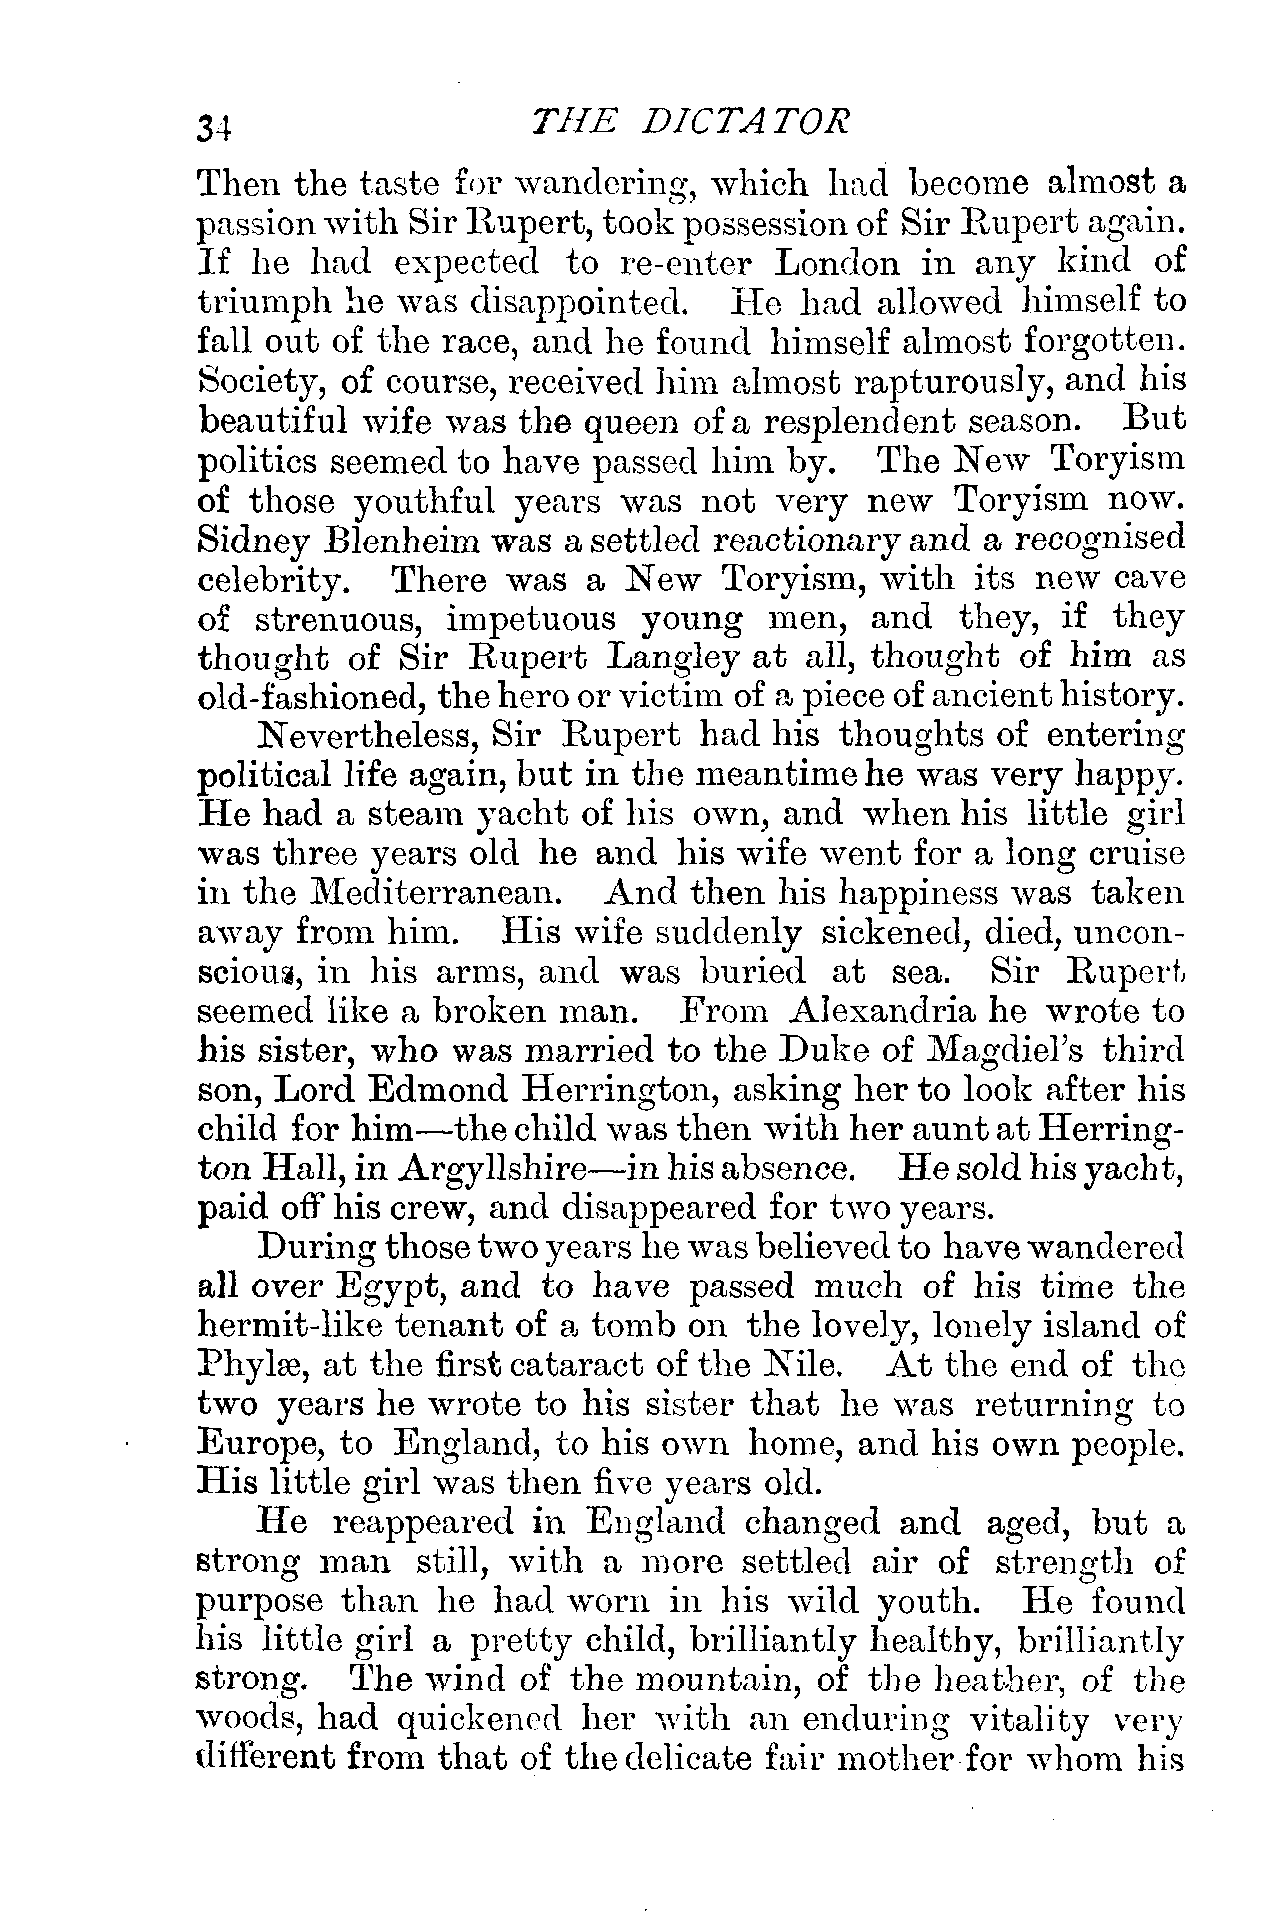 34 THE DICTATOR
Then the taste for wandering, which had become almost a
passion with Sir Rupert, took possession of Sir Rupert again.
If he had expected to re-enter London in any kind of
triumph he was disappointed. He had allowed himself to
fall out of the race, and he found himself almost forgotten.
Society, of course, received him almost rapturously, and his
beautiful wife was the queen of a resplendent season. But
politics seemed to have passed him by. The New Toryism
of those youthful years was not very new Toryism now.
Sidney Blenheim was a settled reactionary and a recognised
celebrity. There was a New Toryism, with its new cave
of strenuous, impetuous young men, and they, if they
thought of Sir Rupert Langley at all, thought of him as
old-fashioned, the hero or victim of a piece of ancient history.
Nevertheless, Sir Rupert had his thoughts of entering
political life again, but in the meantime he was very happy.
He had a steam yacht of his own, and when his little girl
was three years old he and his wife went for a long cruise
in the Mediterranean. And then his happiness was taken
away from him. His wife suddenly sickened, died, uncon-
scious, in his arms, and was buried at sea. Sir Rupert
seemed like a broken man. From Alexandria he wrote to
his sister, who was married to the Duke of Magdiel's third
son, Lord Edmond Herrington, asking her to look after his
child for him—the child was then with her aunt at Herring-
ton Hall, in Argyllshire—in his absence. He sold his yacht,
paid off his crew, and disappeared for two years.
During those two years he was believed to have wandered
all over Egypt, and to have passed much of his time the
hermit-like tenant of a tomb on the lovely, lonely island of
Phylæ, at the first cataract of the Nile. At the end of the
two years he wrote to his sister that he was returning to
Europe, to England, to his own home, and his own people.
His little girl was then five years old.
He reappeared in England changed and aged, but a
strong man still, with a more settled air of strength of
purpose than he had worn in his wild youth. He found
his little girl a pretty child, brilliantly healthy, brilliantly
strong. The wind of the mountain, of the heather, of the
woods, had quickened her with an enduring vitality very
different from that of the delicate fair mother for whom his